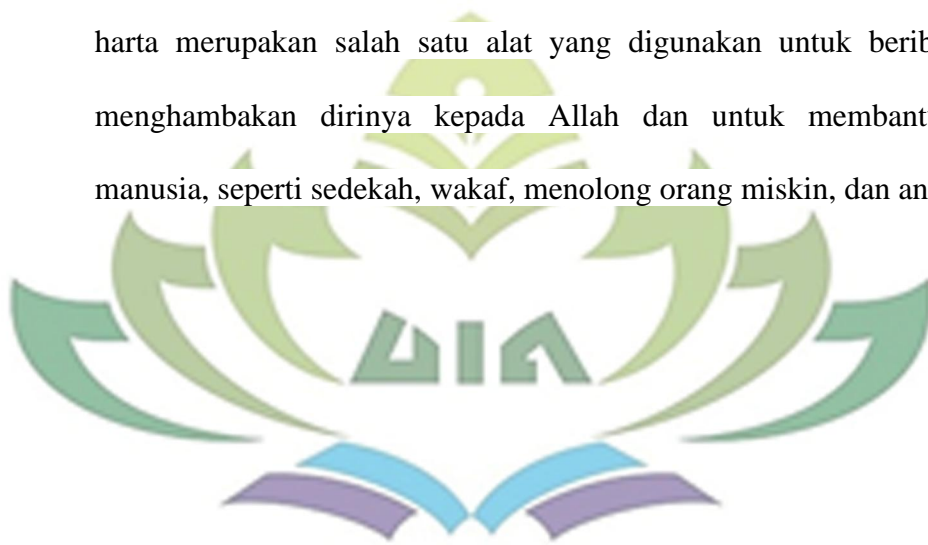 harta merupakan salah satu alat yang digunakan untuk
menghambakan dirinya kepada Allah dan untuk
manusia, seperti sedekah, wakaf, menolong orang miskin, dan
UIN